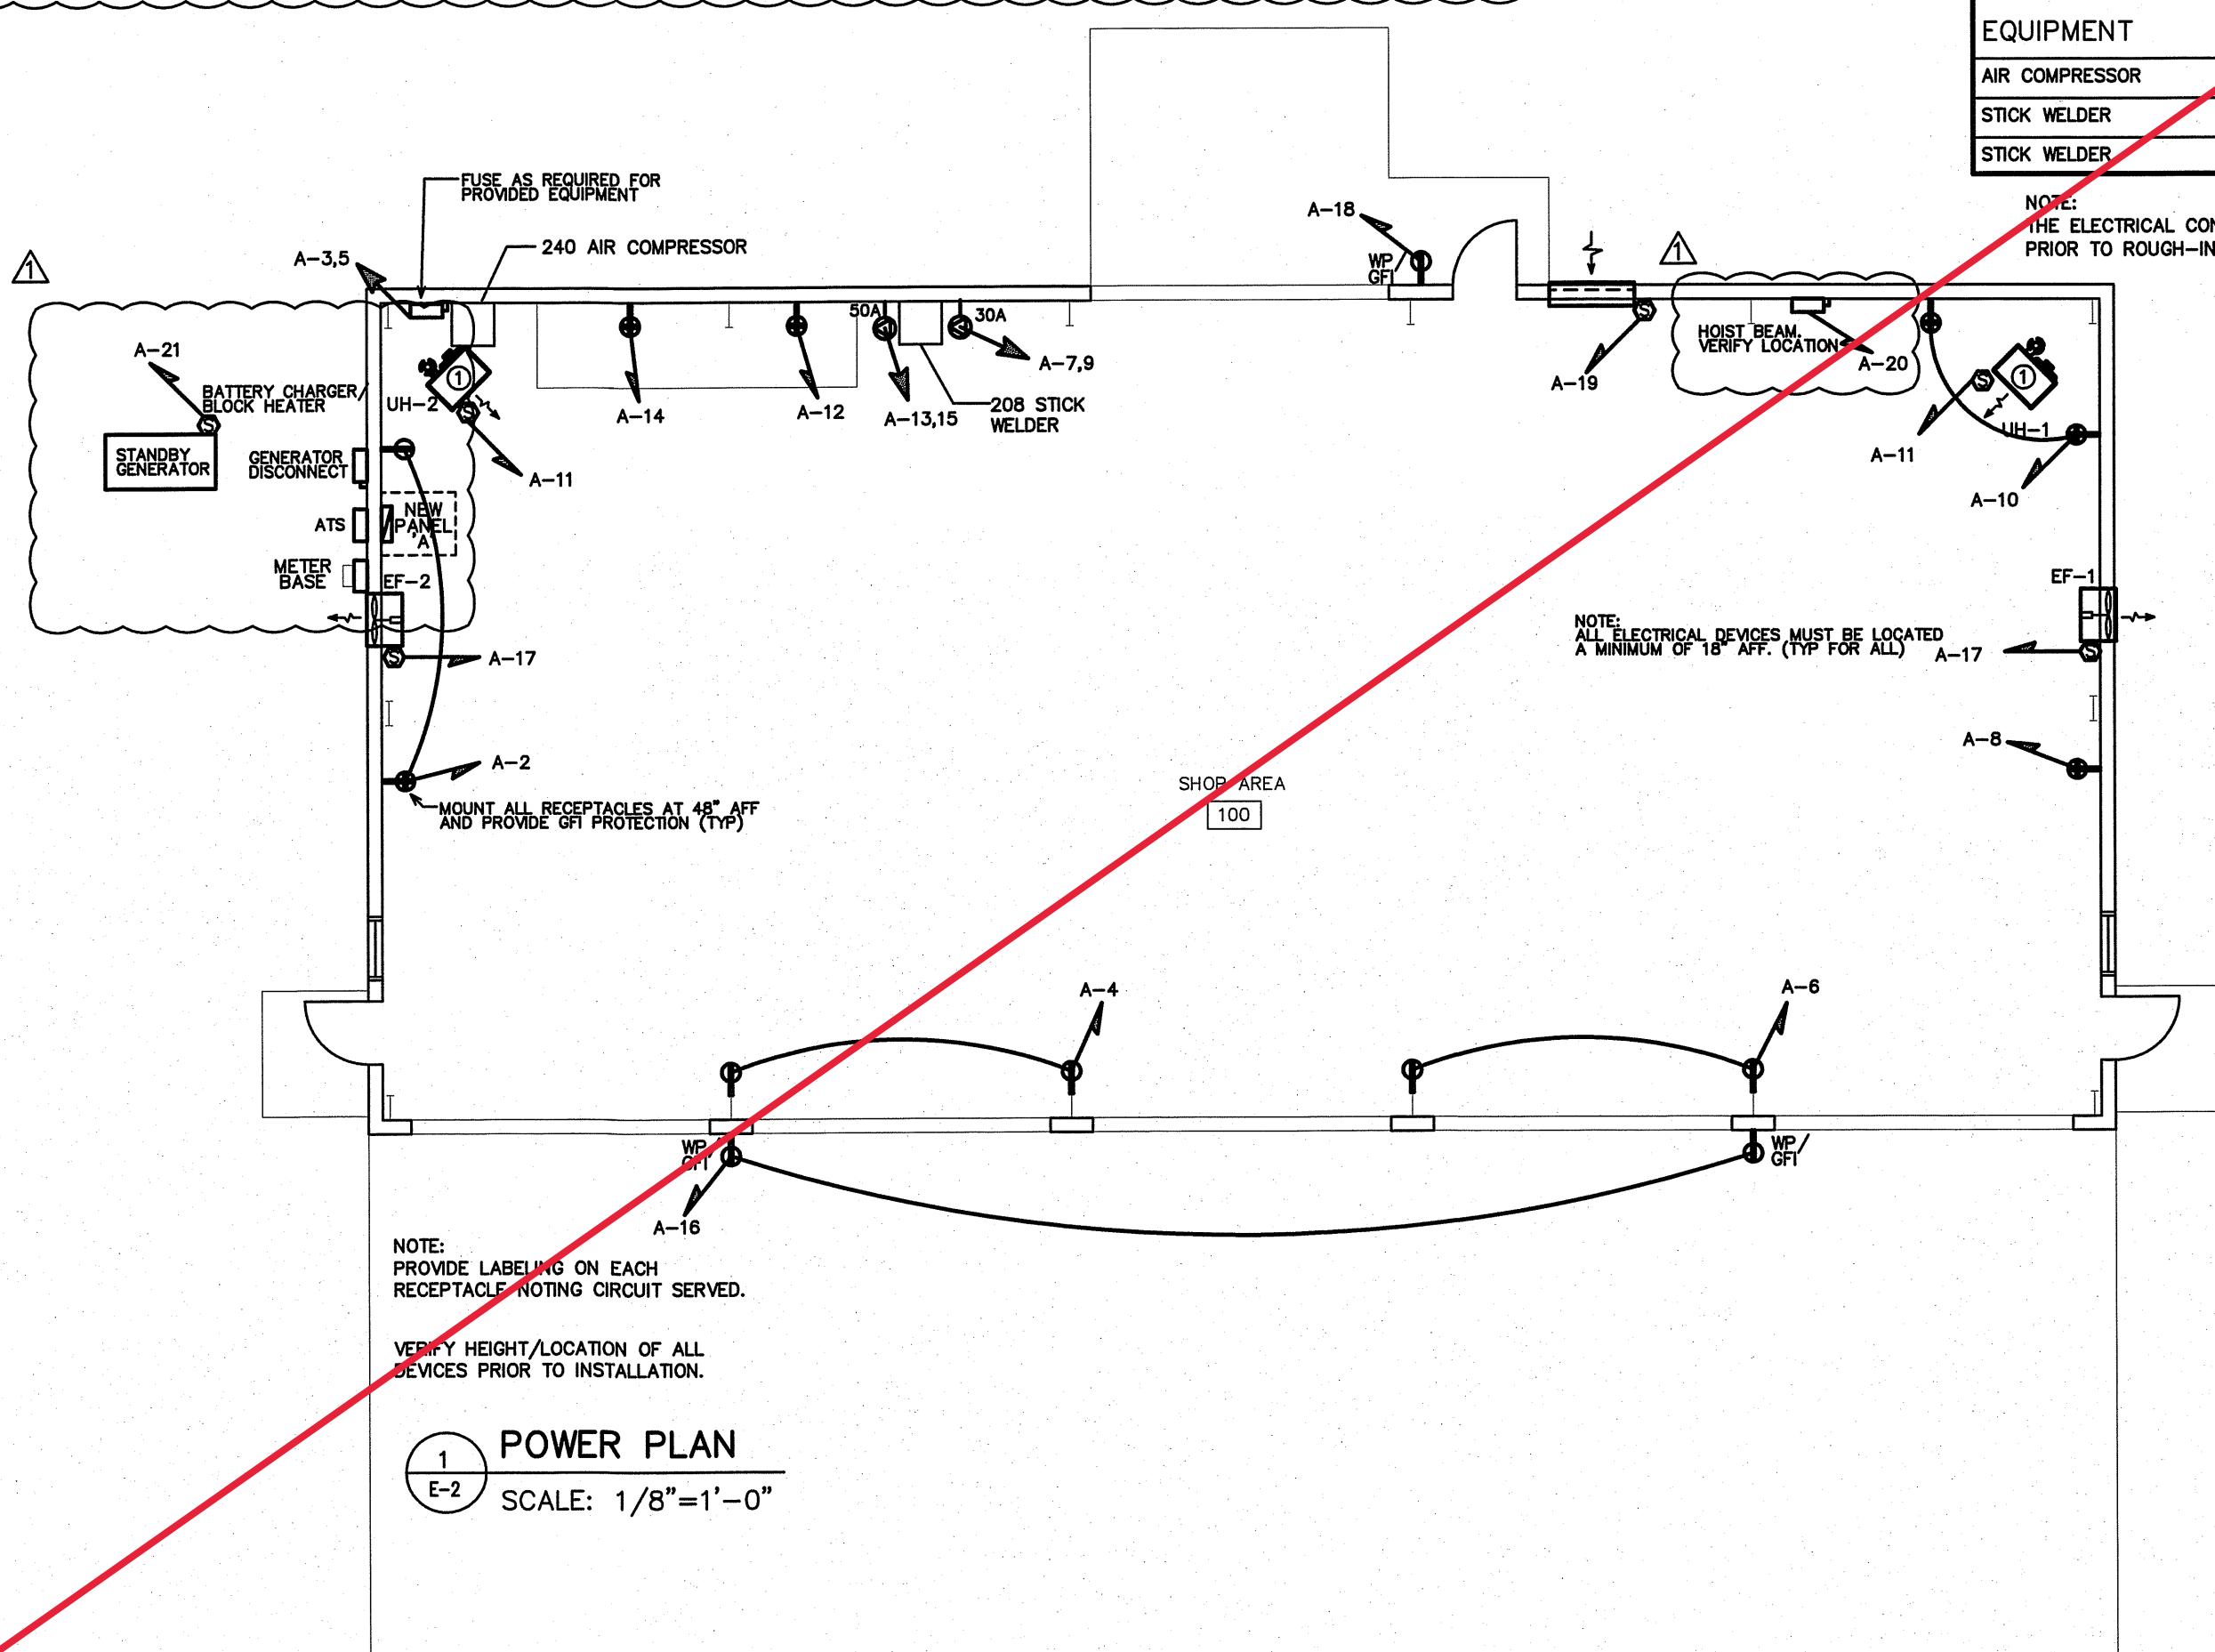 EQUIPMENT
AIR COMPRESSOR
STICK WELDER
STICK WELDER
NOTE:
THE ELECTRICAL CON
PRIOR TO ROUGH-IN
FUSE AS REQUIRED FOR
PROVIDED EQUIPMENT
240 AIR COMPRESSOR
A-3,5
A-18
WP/
GFI
1
1
A-21
BATTERY CHARGER/
BLOCK HEATER
S
STANDBY
GENERATOR
GENERATOR
DISCONNECT
ATS
METER
BASE
NEW
PANEL
'A'
UH-2
1
S
A-11
EF-2
S
A-17
A-14
A-12
50A
A-13,15
30A
A-7,9
208 STICK
WELDER
S
A-19
HOIST BEAM.
VERIFY LOCATION
A-20
S
1
UH-1
A-11
A-10
EF-1
NOTE:
ALL ELECTRICAL DEVICES MUST BE LOCATED
A MINIMUM OF 18" AFF. (TYP FOR ALL)
A-17
S
A-8
A-2
MOUNT ALL RECEPTACLES AT 48" AFF
AND PROVIDE GFI PROTECTION (TYP)
SHOP AREA
100
A-4
A-6
WP/
GFI
WP/
GFI
A-16
NOTE:
PROVIDE LABELING ON EACH
RECEPTACLE NOTING CIRCUIT SERVED.
VERIFY HEIGHT/LOCATION OF ALL
DEVICES PRIOR TO INSTALLATION.
1
E-2
POWER PLAN
SCALE: 1/8"=1'-0"